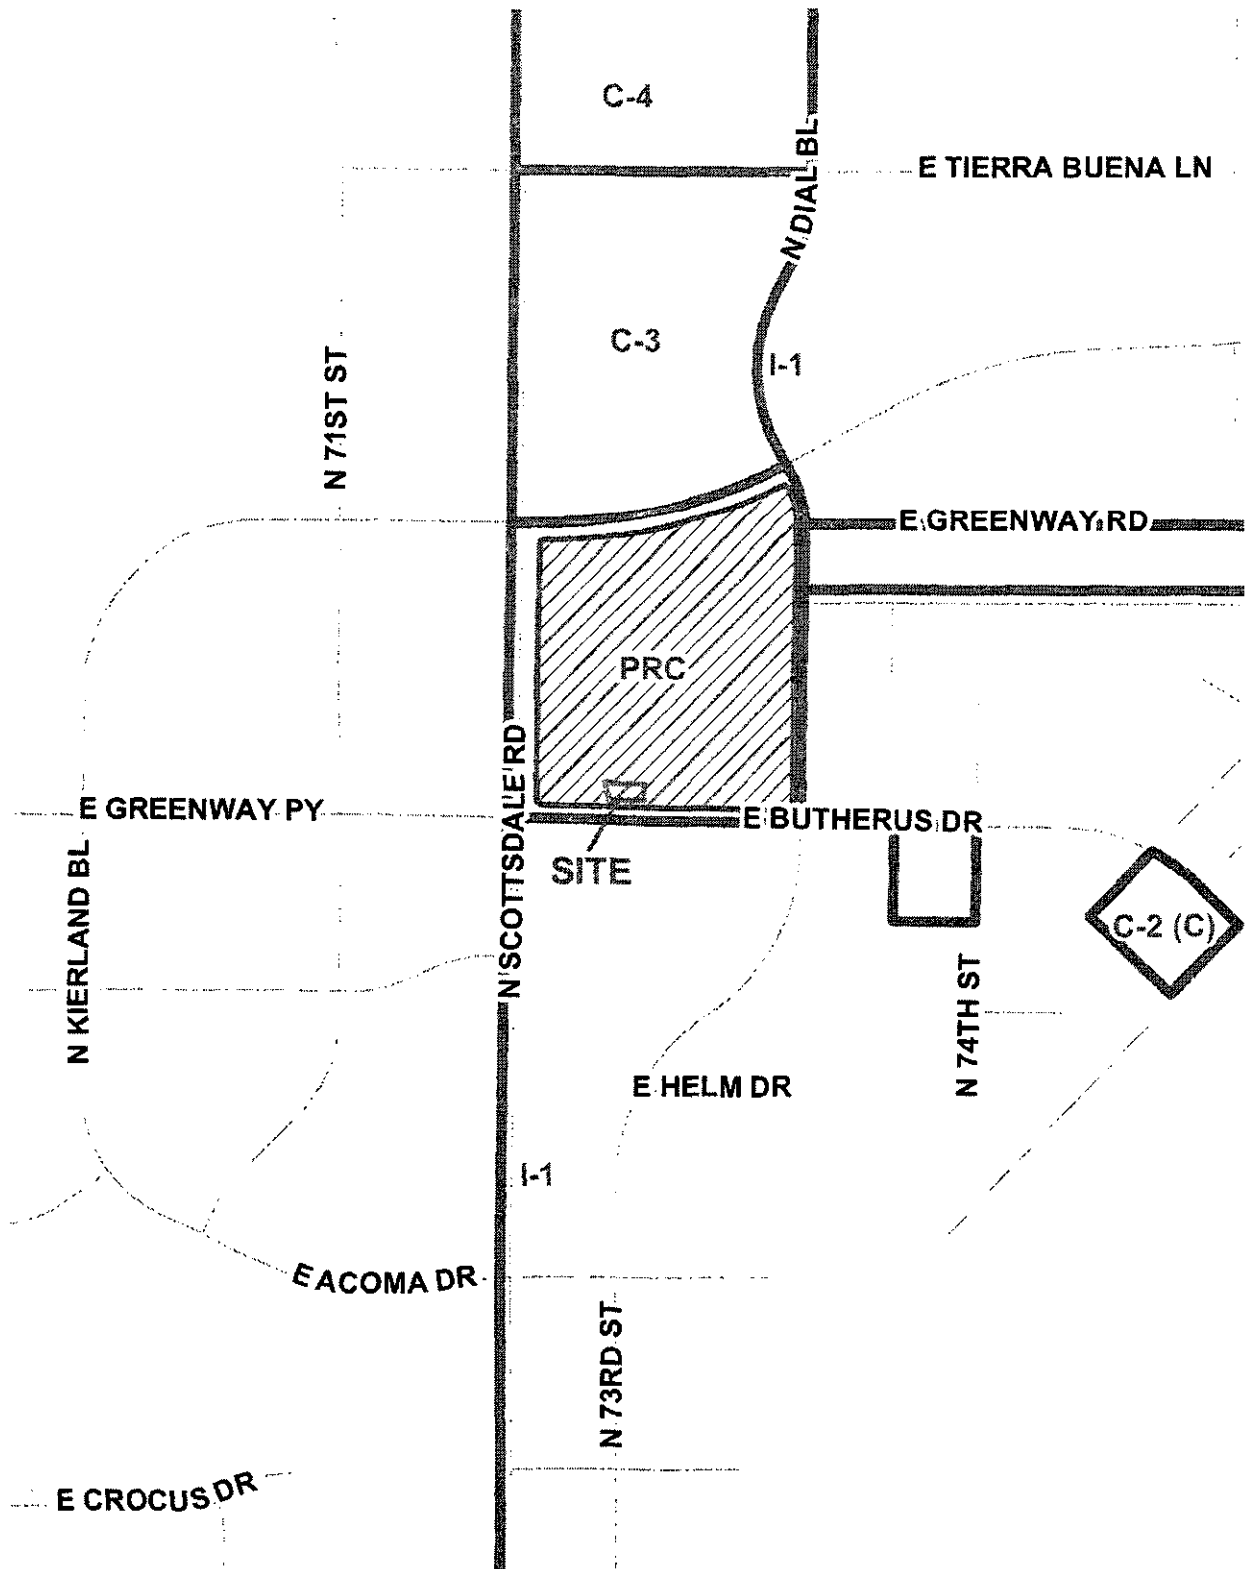 C-4
E TIERRA BUENA LN
N DIAL BL
C-3
I-1
N 71ST ST
E GREENWAY RD
PRC
N SCOTTSDALE RD
E GREENWAY PY
E BUTHERUS DR
SITE
N KIERLAND BL
C-2 (C)
N 74TH ST
E HELM DR
I-1
E ACOMA DR
N 73RD ST
E CROCUS DR